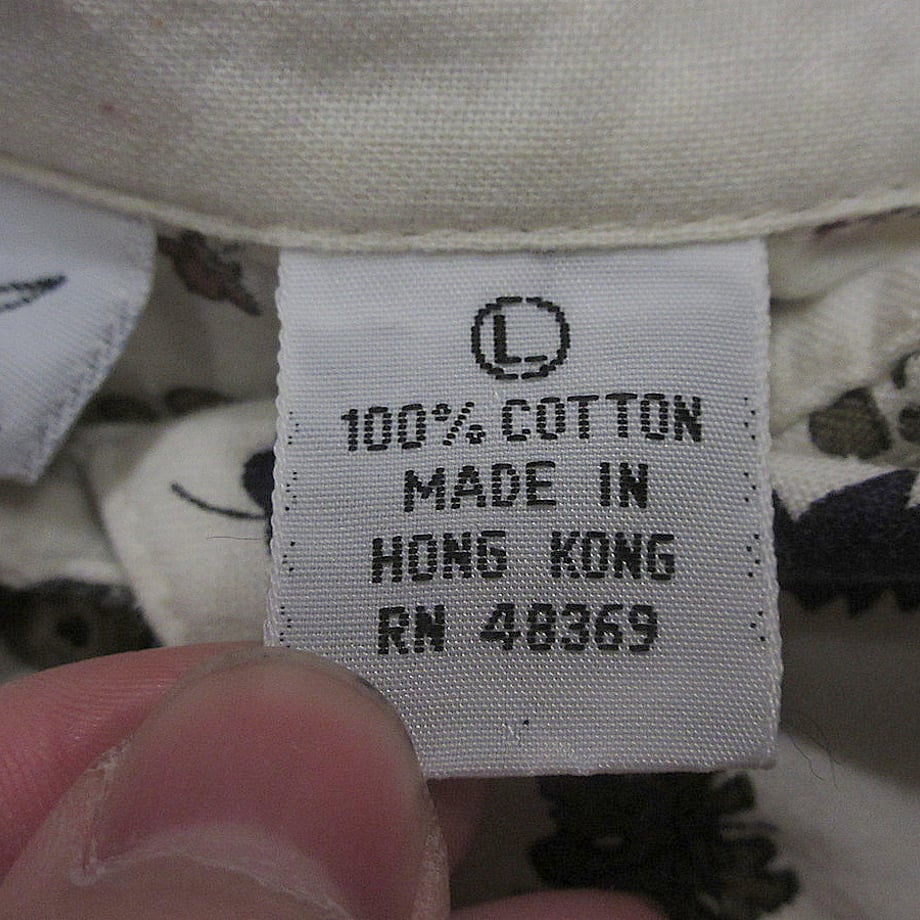 L
100% COTTON
MADE IN
HONG KONG
RN 48369